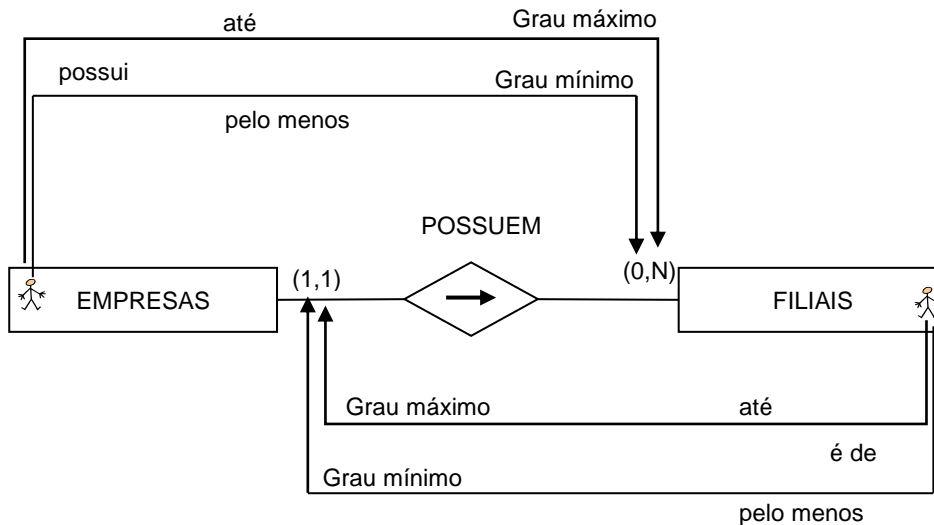 até Grau máximo
possui Grau mínimo
pelo menos
POSSUEM
(1,1) (0,N)
EMPRESAS FILIAIS
Grau máximo até
é de
Grau mínimo
pelo menos